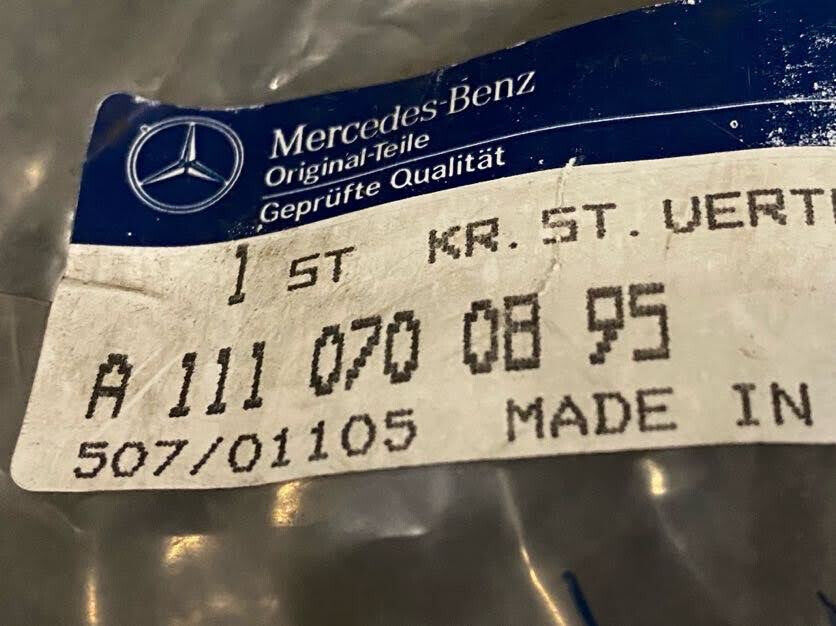 Mercedes-Benz
Original-Teile
Geprüfte Qualität
1 ST KR. ST. VERT
A 111 070 08 95
507/01105 MADE IN